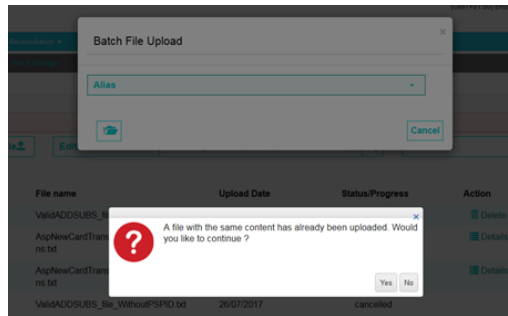 Batch File Upload
×
Alias
Cancel
Edit
File name Upload Date Status/Progress Action
ValidADDSUBS_fil Delete
A file with the same content has already been uploaded. Would
you like to continue ?
AspNewCardTrans Details
ns.txt
AspNewCardTrans Details
ns.txt
Yes No
ValidADDSUBS_file_WithoutPSPID.txt 26/07/2017 cancelled